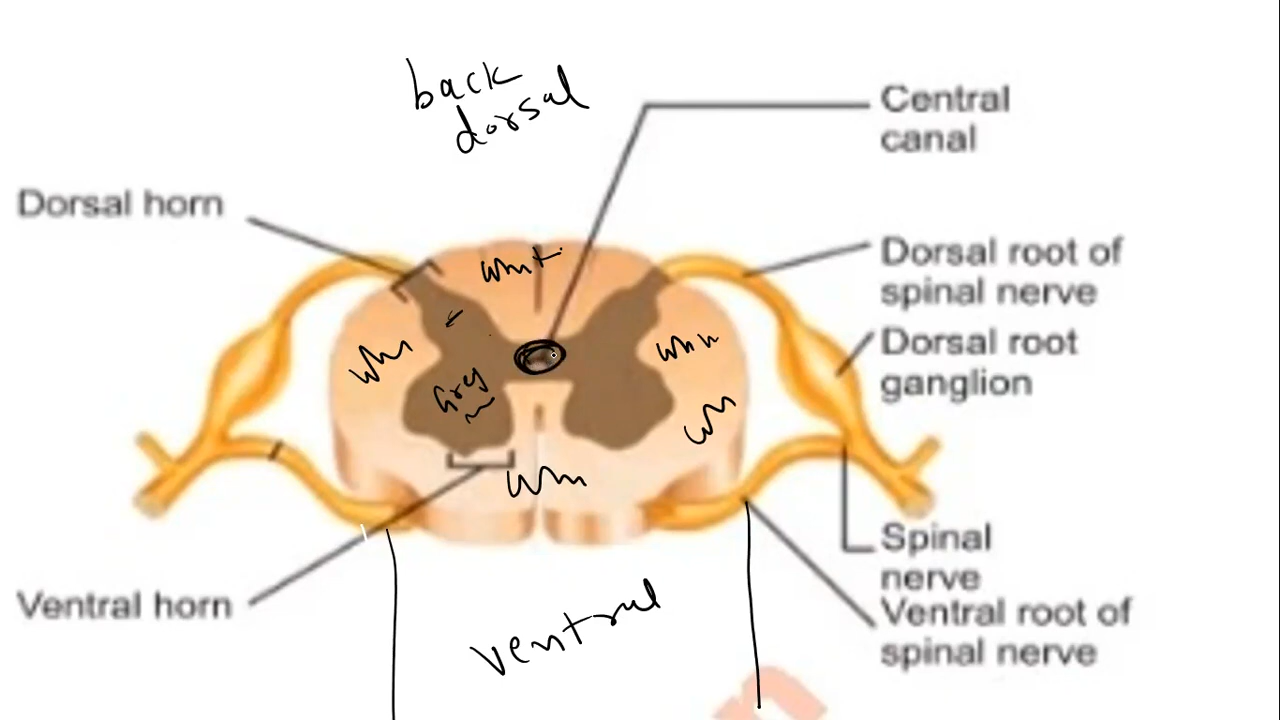 back
dorsal
Central
canal
Dorsal horn
Dorsal root of
spinal nerve
Dorsal root
ganglion
Grey
Spinal
nerve
Ventral horn
Ventral root of
spinal nerve
ventral